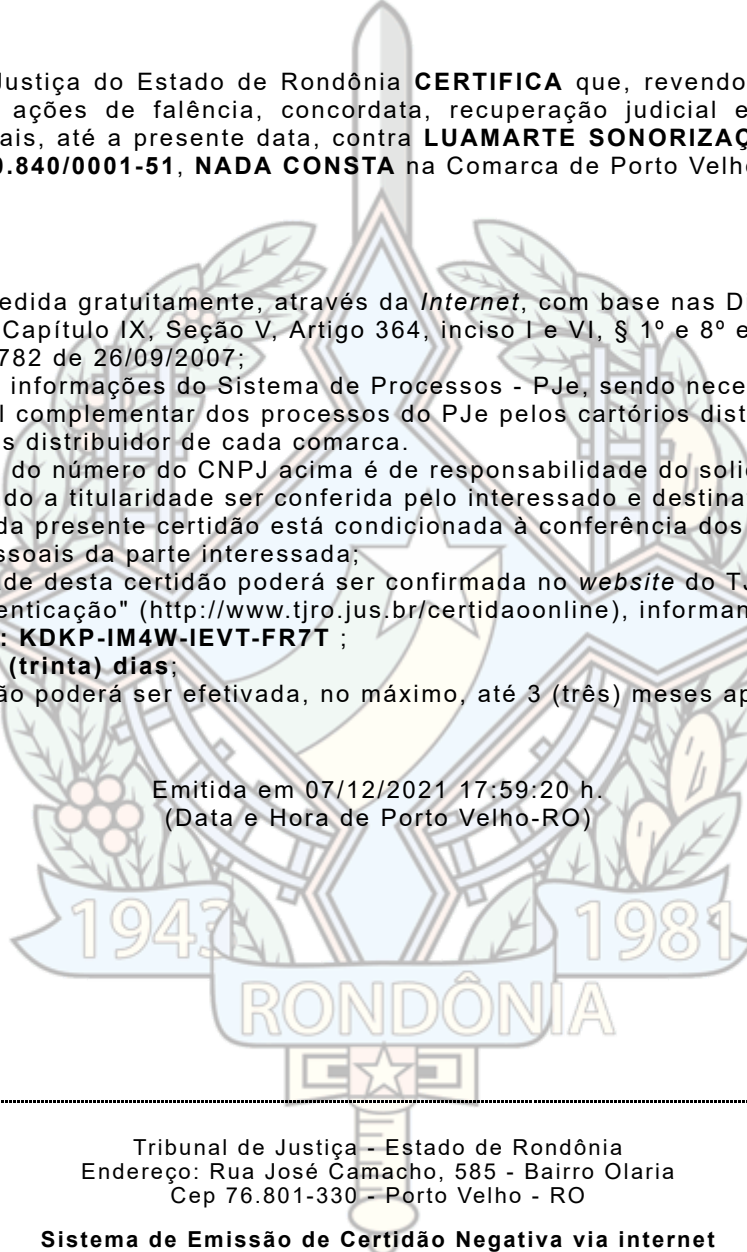 Justiça do Estado de Rondônia CERTIFICA que, revendo
ações de falência, concordata, recuperação judicial e
ais, até a presente data, contra LUAMARTE SONORIZAÇ
0.840/0001-51, NADA CONSTA na Comarca de Porto Velho
edida gratuitamente, através da Internet, com base nas D
Capítulo IX, Seção V, Artigo 364, inciso I e VI, § 1º e 8º e
782 de 26/09/2007;
informações do Sistema de Processos - PJe, sendo nece
l complementar dos processos do PJe pelos cartórios dist
s distribuidor de cada comarca.
do número do CNPJ acima é de responsabilidade do solic
do a titularidade ser conferida pelo interessado e destina
da presente certidão está condicionada à conferência dos
ssoais da parte interessada;
de desta certidão poderá ser confirmada no website do TJ
enticação" (http://www.tjro.jus.br/certidaoonline), informan
: KDKP-IM4W-IEVT-FR7T ;
(trinta) dias;
ão poderá ser efetivada, no máximo, até 3 (três) meses ap
Emitida em 07/12/2021 17:59:20 h.
(Data e Hora de Porto Velho-RO)
1943 1981
RONDÔNIA
Tribunal de Justiça - Estado de Rondônia
Endereço: Rua José Camacho, 585 - Bairro Olaria
Cep 76.801-330 - Porto Velho - RO
Sistema de Emissão de Certidão Negativa via internet